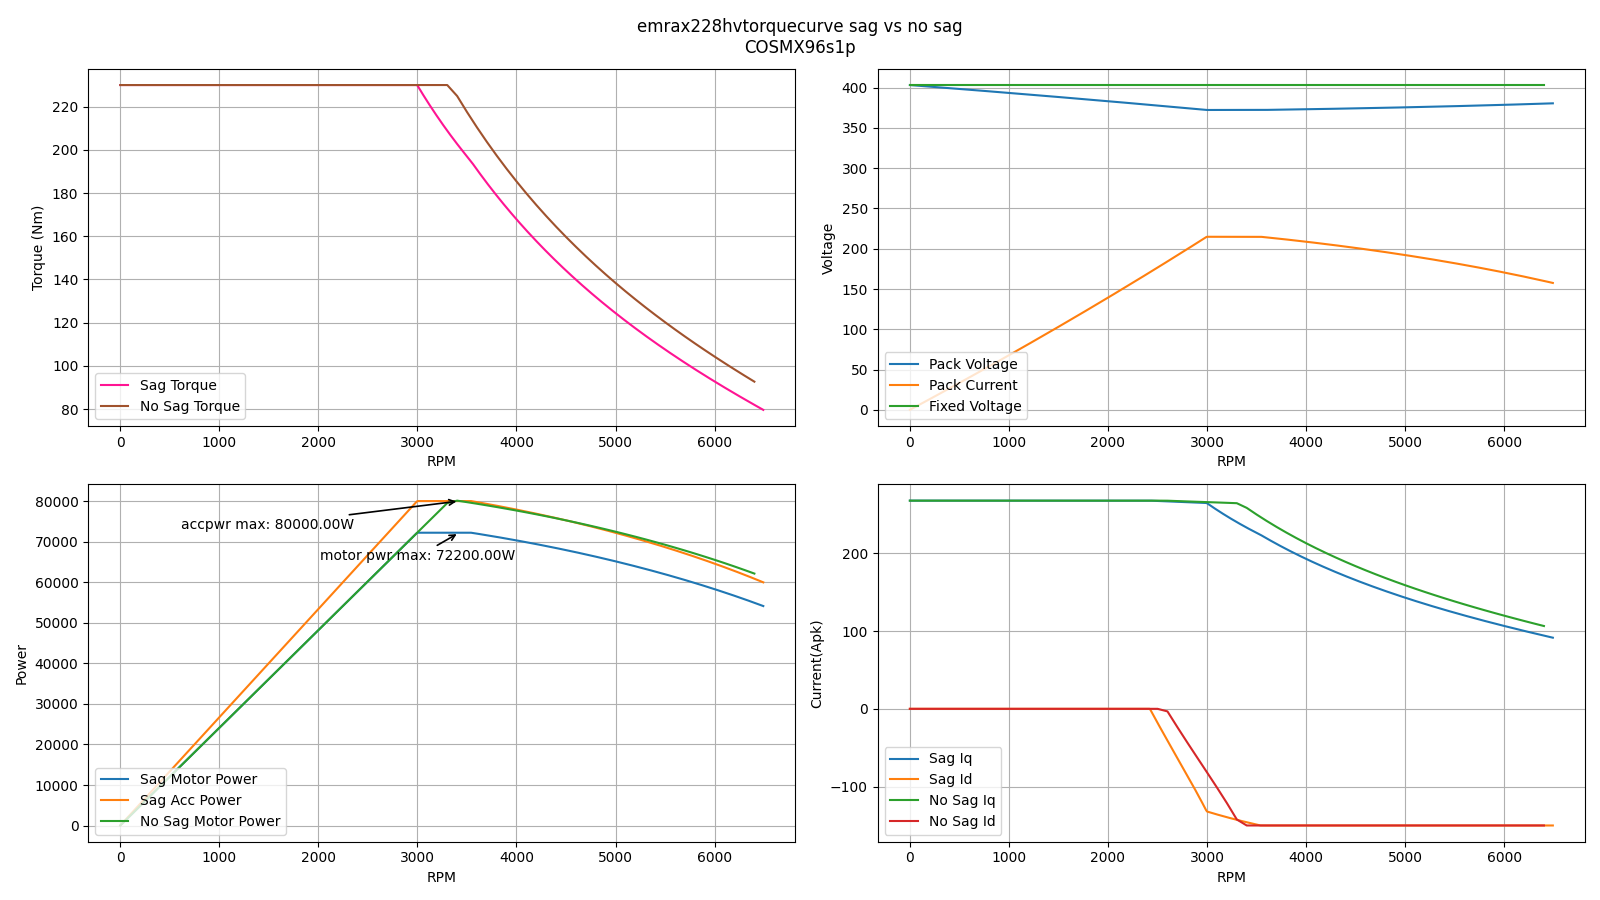 emrax228hvtorquecurve sag vs no sag
COSMX96s1p
Torque (Nm)
220
200
180
160
140
120
100
80
Sag Torque
No Sag Torque
0 1000 2000 3000 4000 5000 6000
RPM
Voltage
400
350
300
250
200
150
100
50
0
Pack Voltage
Pack Current
Fixed Voltage
0 1000 2000 3000 4000 5000 6000
RPM
Power
80000
70000
60000
50000
40000
30000
20000
10000
0
accpwr max: 80000.00W
motor pwr max: 72200.00W
Sag Motor Power
Sag Acc Power
No Sag Motor Power
0 1000 2000 3000 4000 5000 6000
RPM
Current(Apk)
200
100
0
−100
Sag Iq
Sag Id
No Sag Iq
No Sag Id
0 1000 2000 3000 4000 5000 6000
RPM